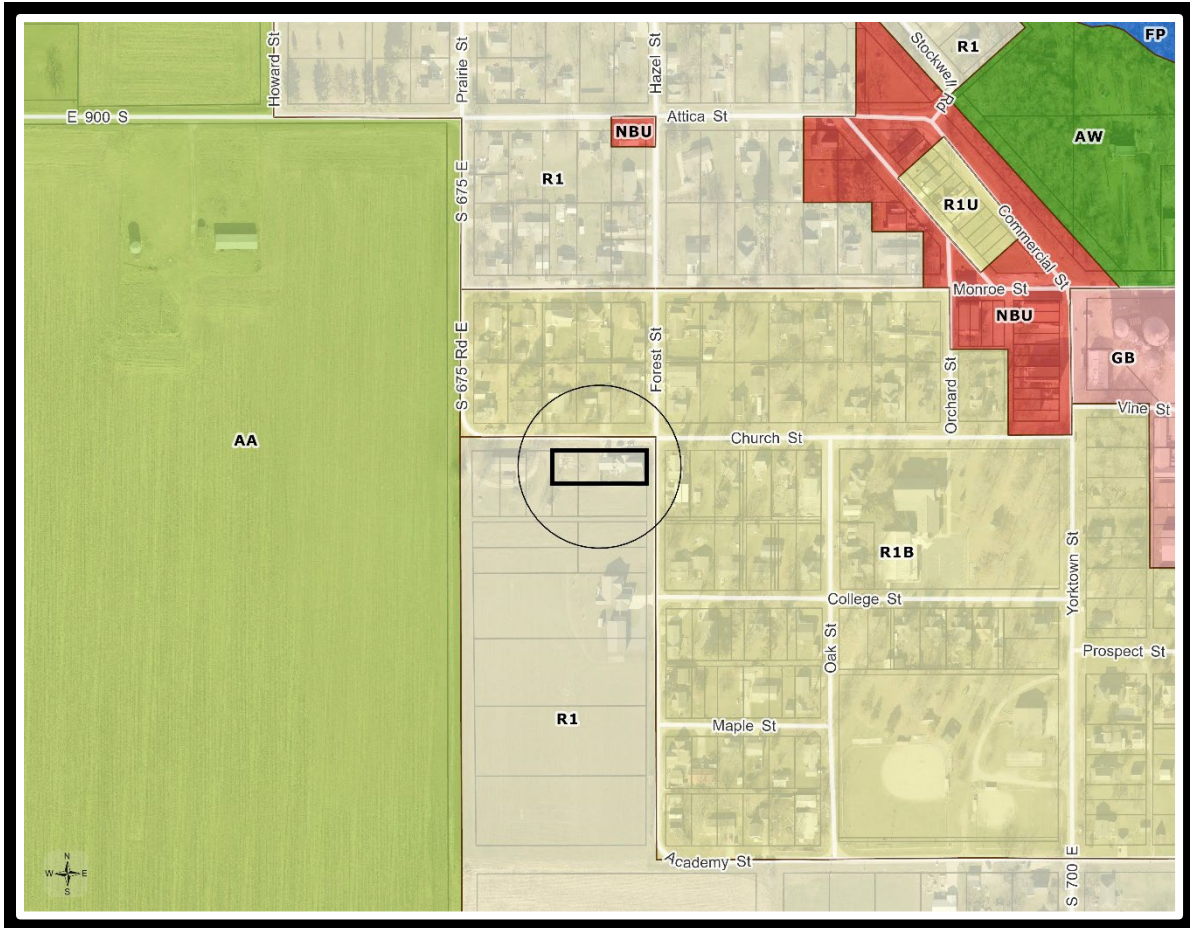 Howard St
Prairie St
Hazel St
Stockwell Rd
R1
FP
E 900 S
Attica St
NBU
AW
R1
S 675 E
R1U
Commercial St
Monroe St
NBU
S 675 Rd E
Forest St
Orchard St
GB
Vine St
AA
Church St
R1B
Yorktown St
College St
Oak St
Prospect St
R1
Maple St
Academy St
S 700 E
N
W
E
S